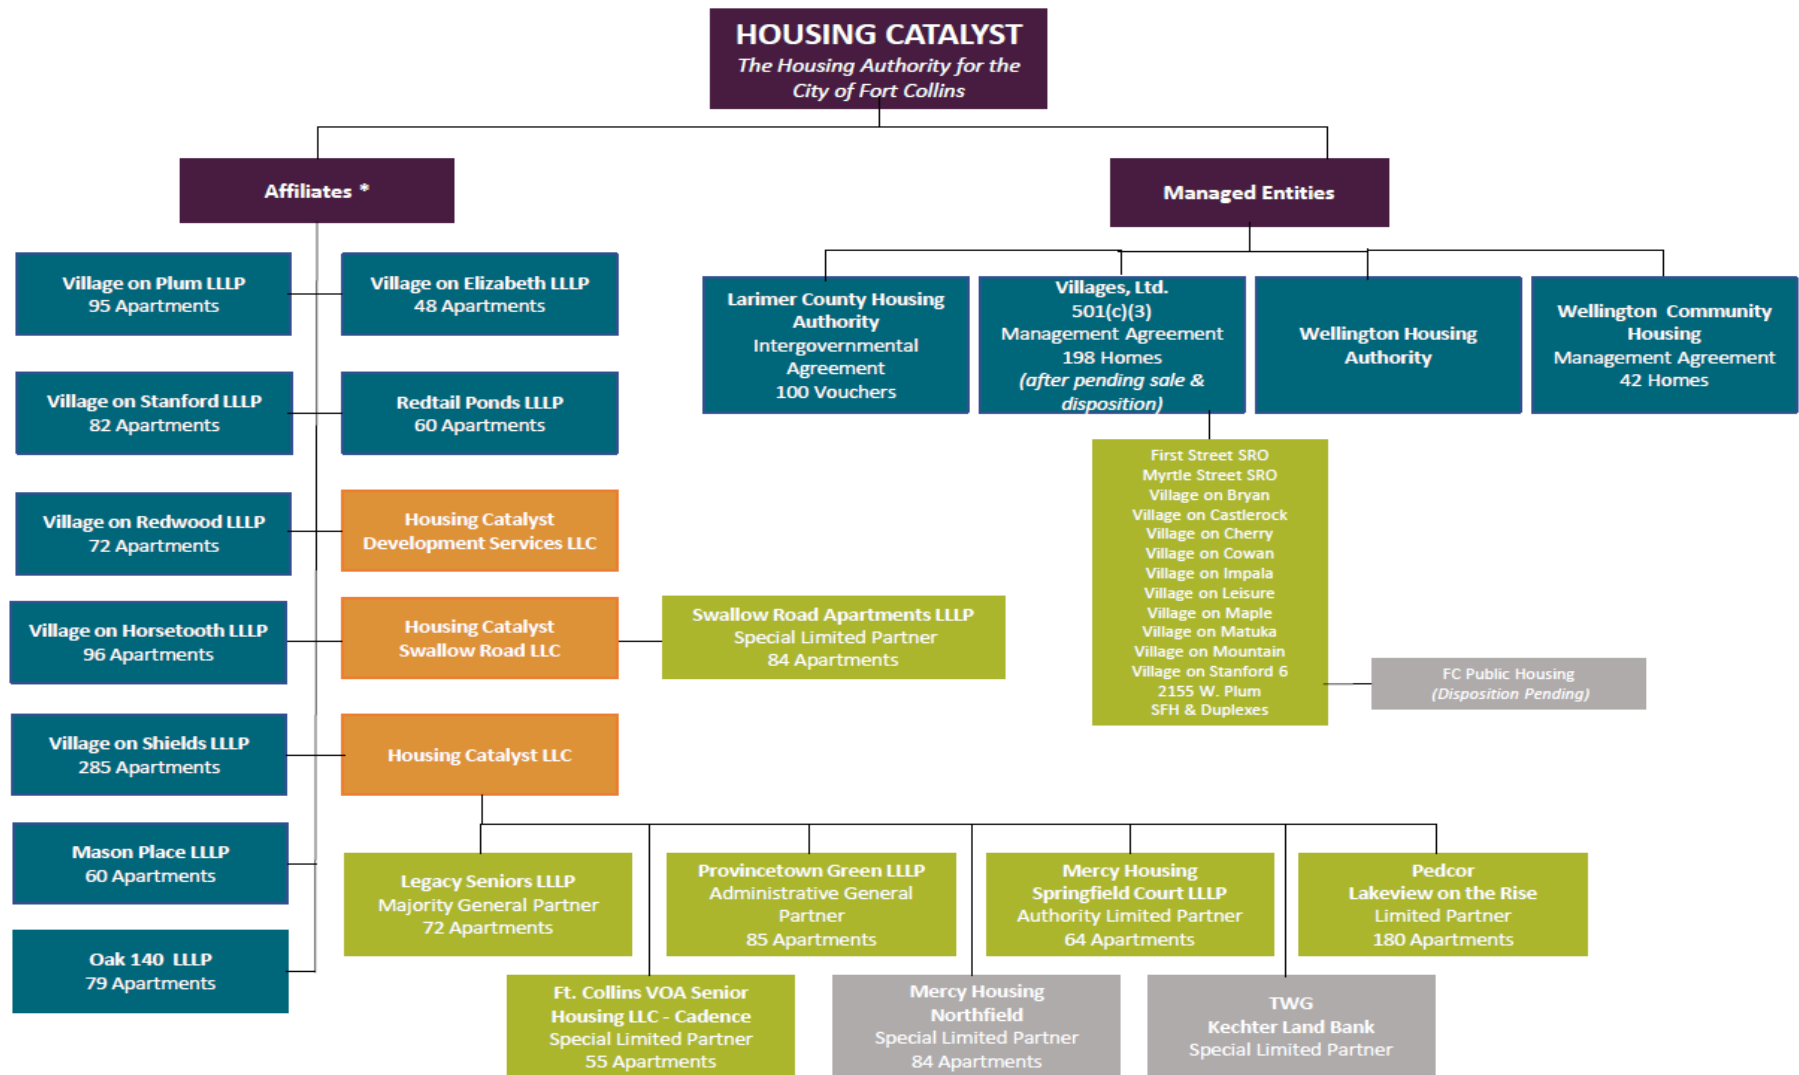 HOUSING CATALYST
The Housing Authority for the
City of Fort Collins
Affiliates *
Managed Entities
Village on Plum LLLP
95 Apartments
Village on Elizabeth LLLP
48 Apartments
Village on Stanford LLLP
82 Apartments
Redtail Ponds LLLP
60 Apartments
Village on Redwood LLLP
72 Apartments
Housing Catalyst
Development Services LLC
Village on Horsetooth LLLP
96 Apartments
Housing Catalyst
Swallow Road LLC
Swallow Road Apartments LLLP
Special Limited Partner
84 Apartments
Village on Shields LLLP
285 Apartments
Housing Catalyst LLC
Mason Place LLLP
60 Apartments
Oak 140 LLLP
79 Apartments
Legacy Seniors LLLP
Majority General Partner
72 Apartments
Provincetown Green LLLP
Administrative General
Partner
85 Apartments
Mercy Housing
Springfield Court LLLP
Authority Limited Partner
64 Apartments
Pedcor
Lakeview on the Rise
Limited Partner
180 Apartments
Ft. Collins VOA Senior
Housing LLC - Cadence
Special Limited Partner
55 Apartments
Mercy Housing
Northfield
Special Limited Partner
84 Apartments
TWG
Kechter Land Bank
Special Limited Partner
Larimer County Housing
Authority
Intergovernmental
Agreement
100 Vouchers
Villages, Ltd.
501(c)(3)
Management Agreement
198 Homes
(after pending sale &
disposition)
Wellington Housing
Authority
Wellington Community
Housing
Management Agreement
42 Homes
First Street SRO
Myrtle Street SRO
Village on Bryan
Village on Castlerock
Village on Cherry
Village on Cowan
Village on Impala
Village on Leisure
Village on Maple
Village on Matuka
Village on Mountain
Village on Stanford 6
2155 W. Plum
SFH & Duplexes
FC Public Housing
(Disposition Pending)